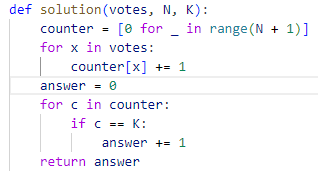 def solution(votes, N, K):
    counter = [0 for _ in range(N + 1)]
    for x in votes:
        counter[x] += 1
    answer = 0
    for c in counter:
        if c == K:
            answer += 1
    return answer